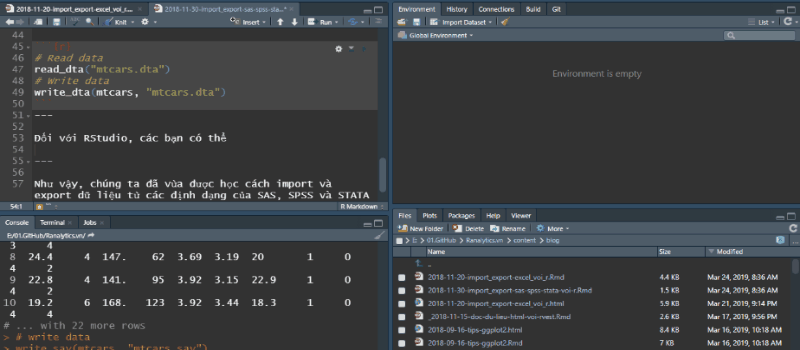 2018-11-20-import_export-excel_voi_r....
2018-11-30-import_export-sas-spss-sta...*
Knit
Insert
Run
44
45
46 # Read data
47 read_dta("mtcars.dta")
48 # Write data
49 write_dta(mtcars, "mtcars.dta")
50
51 ---
52
53 Đối với RStudio, các bạn có thể
54
55 ---
56
57 Như vậy, chúng ta đã vừa được học cách import và
export dữ liệu từ các định dạng của SAS, SPSS và STATA
54:1
R Markdown
Console Terminal Jobs
E:/01.GitHub/Ranalytics.vn/
3 4
8 24.4 4 147. 62 3.69 3.19 20 1 0
4 2
9 22.8 4 141. 95 3.92 3.15 22.9 1 0
4 2
10 19.2 6 168. 123 3.92 3.44 18.3 1 0
4 4
# ... with 22 more rows
> # write data
> write_sav(mtcars, "mtcars.sav")
Environment History Connections Build Git
Import Dataset
List
Global Environment
Environment is empty
Files Plots Packages Help Viewer
New Folder Delete Rename More
E: > 01.GitHub > Ranalytics.vn > content > blog
Name Size Modified
..
2018-11-20-import_export-excel_voi_r.Rmd 4.4 KB Mar 24, 2019, 8:36 AM
2018-11-30-import_export-sas-spss-stata-voi-r.Rmd 1.5 KB Mar 24, 2019, 8:36 AM
2018-11-20-import_export-excel_voi_r.html 5.9 KB Mar 21, 2019, 9:14 PM
_2018-11-15-doc-du-lieu-html-voi-rvest.Rmd 2.6 KB Mar 17, 2019, 9:56 PM
2018-09-16-tips-ggplot2.html 8.4 KB Mar 16, 2019, 10:18 AM
2018-09-16-tips-ggplot2.Rmd 7 KB Mar 16, 2019, 10:18 AM